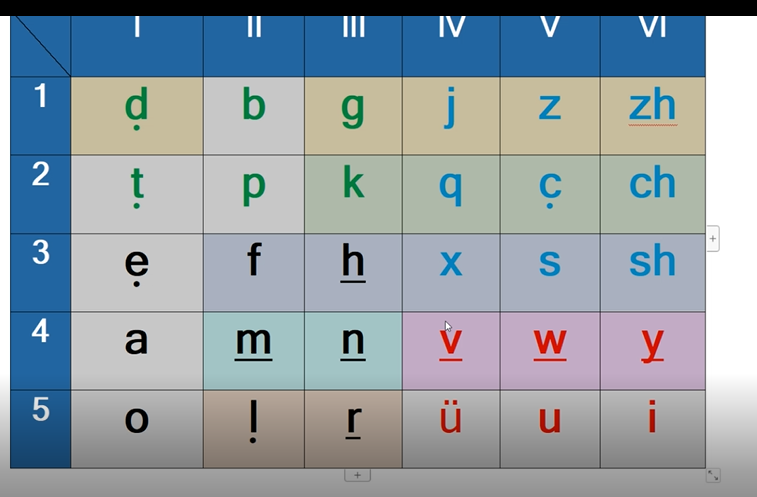 I II III IV V VI
1 ḍ b g j z zh
2 ṭ p k q c̣ ch
3 ẹ f h x s sh
4 a m n v w y
5 o ḷ r ü u i